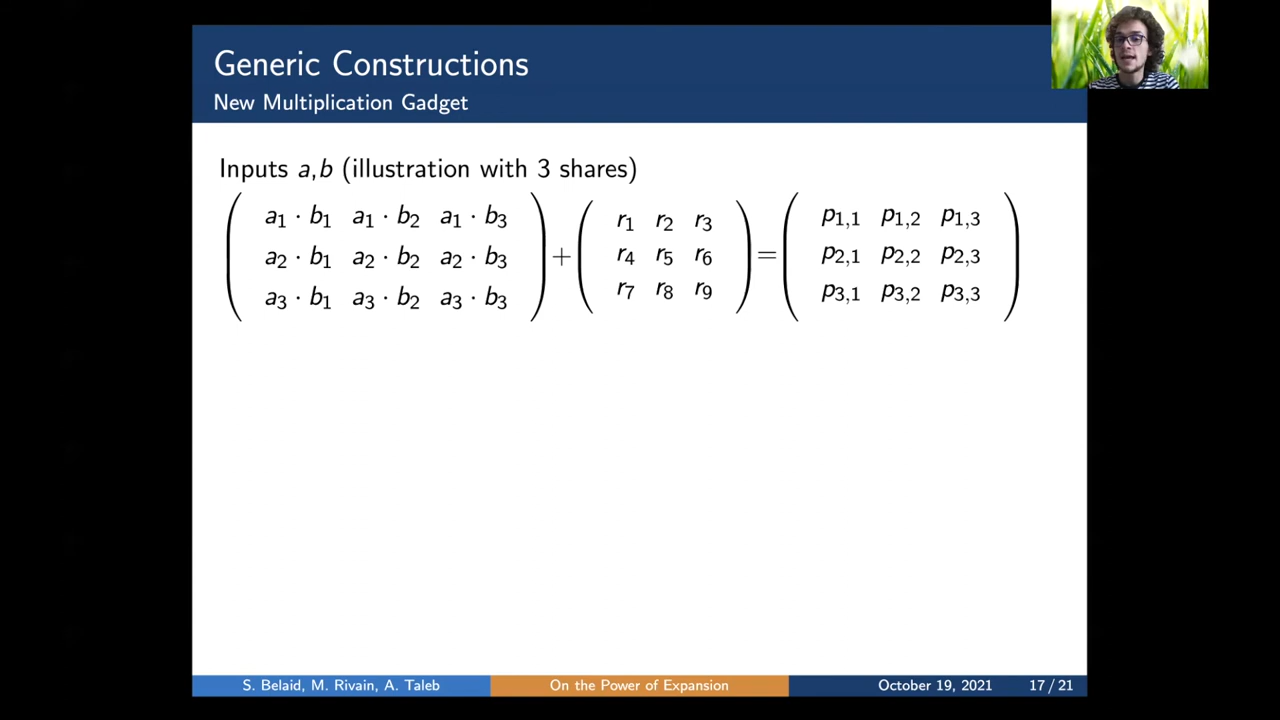 Generic Constructions
New Multiplication Gadget
Inputs a,b (illustration with 3 shares)
a₁ · b₁ a₁ · b₂ a₁ · b₃
a₂ · b₁ a₂ · b₂ a₂ · b₃
a₃ · b₁ a₃ · b₂ a₃ · b₃
+
r₁ r₂ r₃
r₄ r₅ r₆
r₇ r₈ r₉
=
p₁,₁ p₁,₂ p₁,₃
p₂,₁ p₂,₂ p₂,₃
p₃,₁ p₃,₂ p₃,₃
S. Belaid, M. Rivain, A. Taleb On the Power of Expansion October 19, 2021 17 / 21